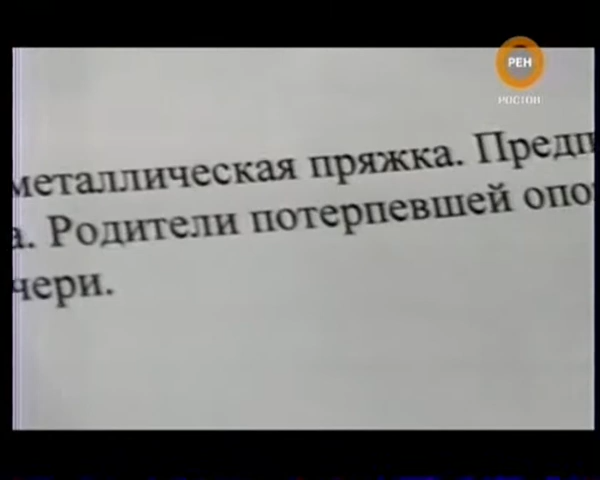 РЕН
РОСТОВ
металлическая пряжка. Предп
а. Родители потерпевшей опо
чери.